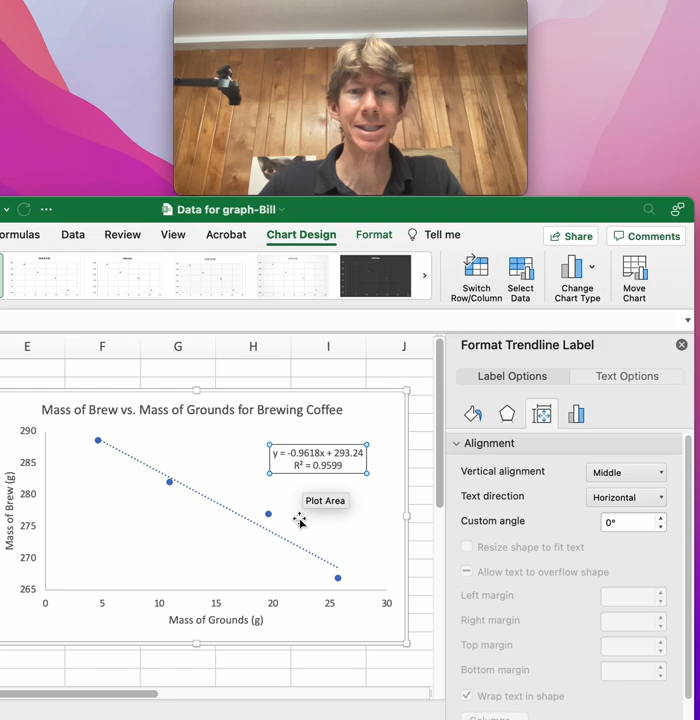 Data for graph-Bill
ormulas Data Review View Acrobat Chart Design Format Tell me Share Comments
Switch Row/Column
Select Data
Change Chart Type
Move Chart
Format Trendline Label
E F G H I J
Label Options Text Options
Mass of Brew vs. Mass of Grounds for Brewing Coffee
290
285
280
275
270
265
Mass of Brew (g)
y = -0.9618x + 293.24
R² = 0.9599
Plot Area
0 5 10 15 20 25 30
Mass of Grounds (g)
Alignment
Vertical alignment Middle
Text direction Horizontal
Custom angle 0°
Resize shape to fit text
Allow text to overflow shape
Left margin
Right margin
Top margin
Bottom margin
Wrap text in shape